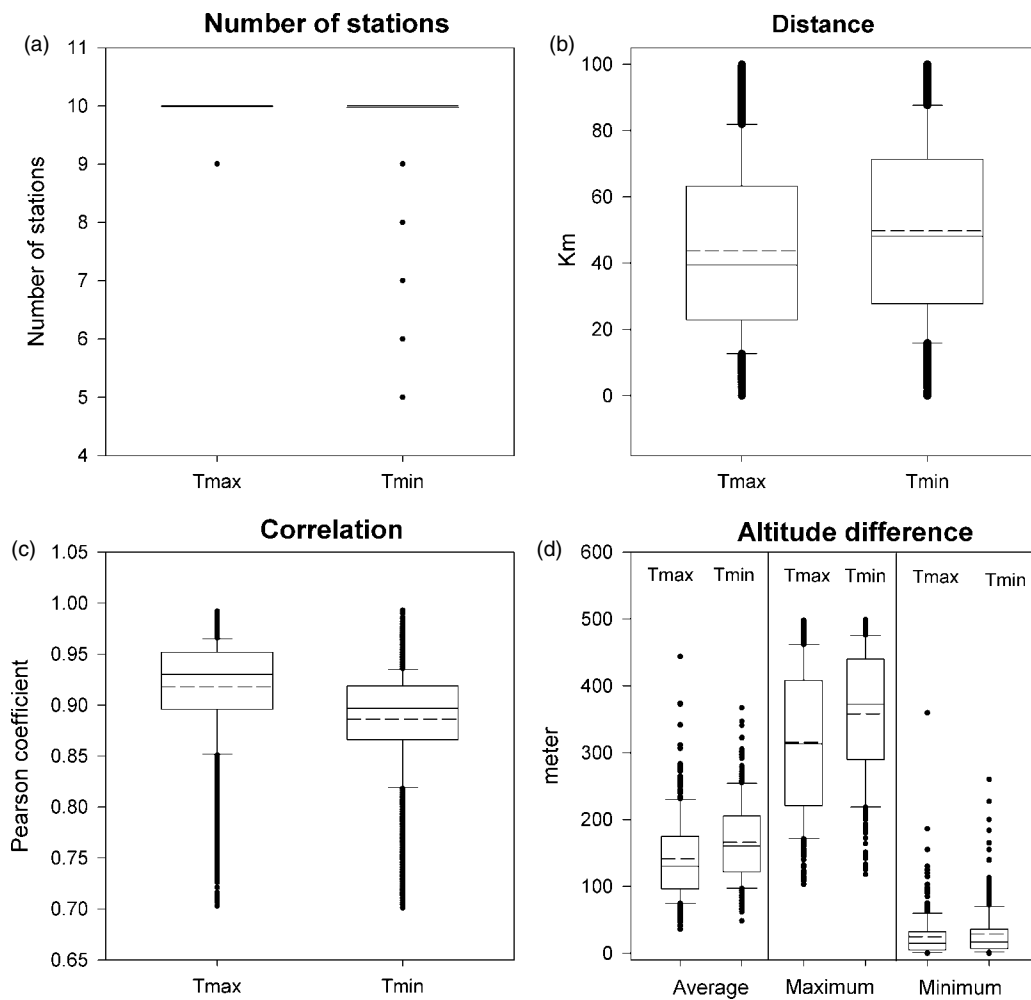 (a)
Number of stations
Number of stations
11
10
9
8
7
6
5
4
Tmax
Tmin
(b)
Distance
Km
100
80
60
40
20
0
Tmax
Tmin
(c)
Correlation
Pearson coefficient
1.05
1.00
0.95
0.90
0.85
0.80
0.75
0.70
0.65
Tmax
Tmin
(d)
Altitude difference
meter
600
500
400
300
200
100
0
Tmax
Tmin
Tmax
Tmin
Tmax
Tmin
Average
Maximum
Minimum